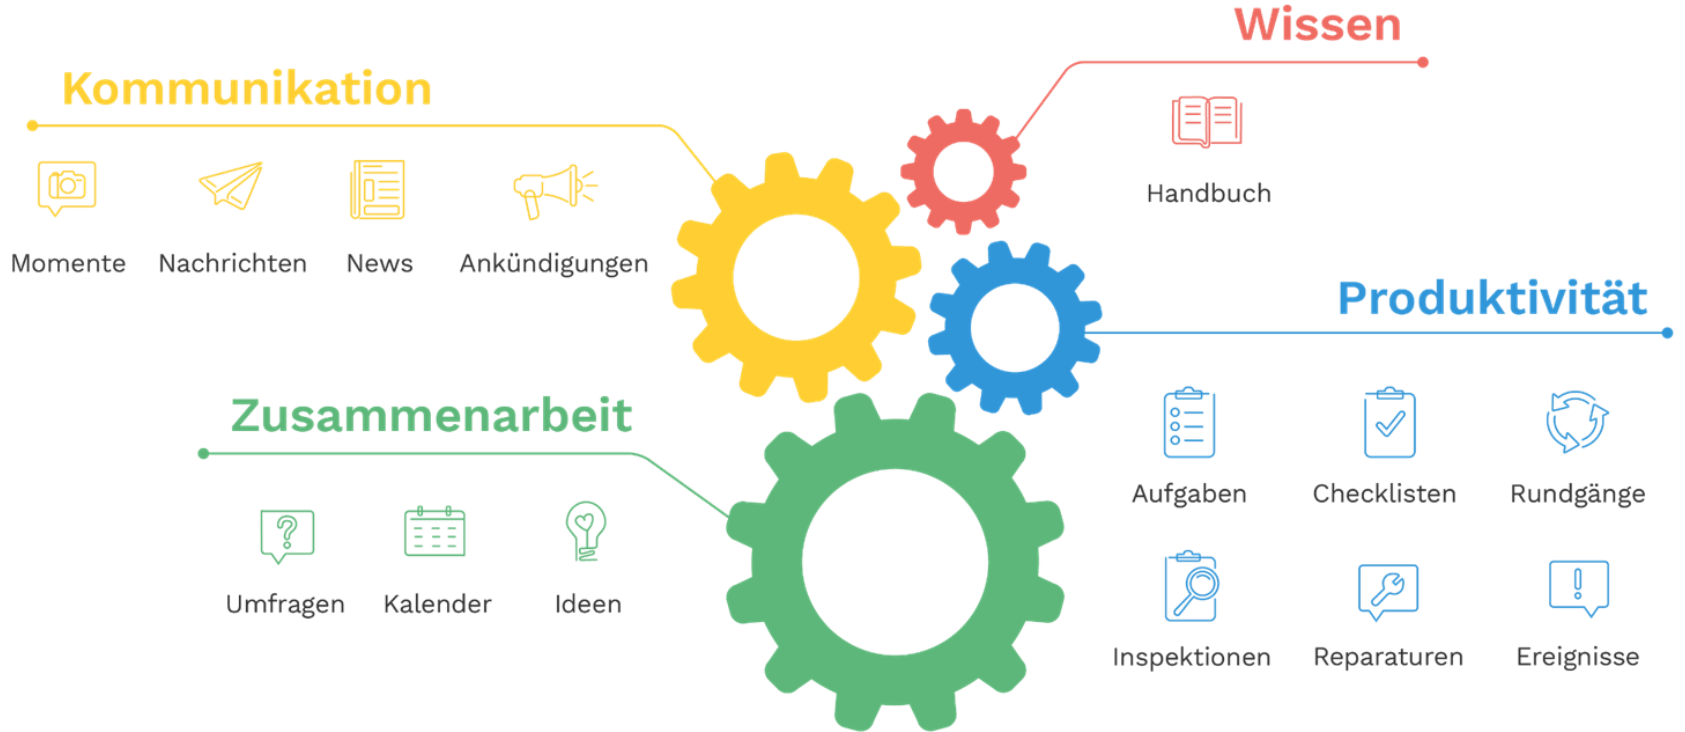 Wissen
Kommunikation
Handbuch
Momente Nachrichten News Ankündigungen
Produktivität
Zusammenarbeit
Aufgaben Checklisten Rundgänge
Umfragen Kalender Ideen
Inspektionen Reparaturen Ereignisse